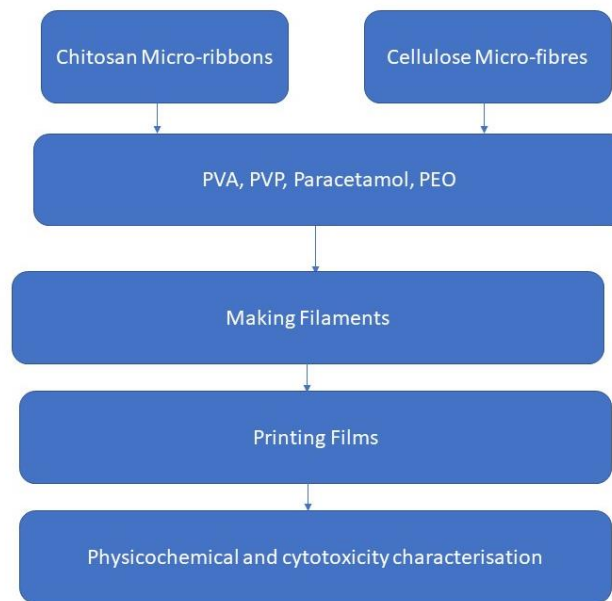 Chitosan Micro-ribbons
Cellulose Micro-fibres
PVA, PVP, Paracetamol, PEO
Making Filaments
Printing Films
Physicochemical and cytotoxicity characterisation